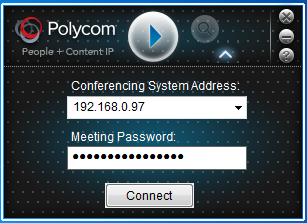 Polycom
People + Content IP
Conferencing System Address:
192.168.0.97
Meeting Password:
••••••••••••••••
Connect